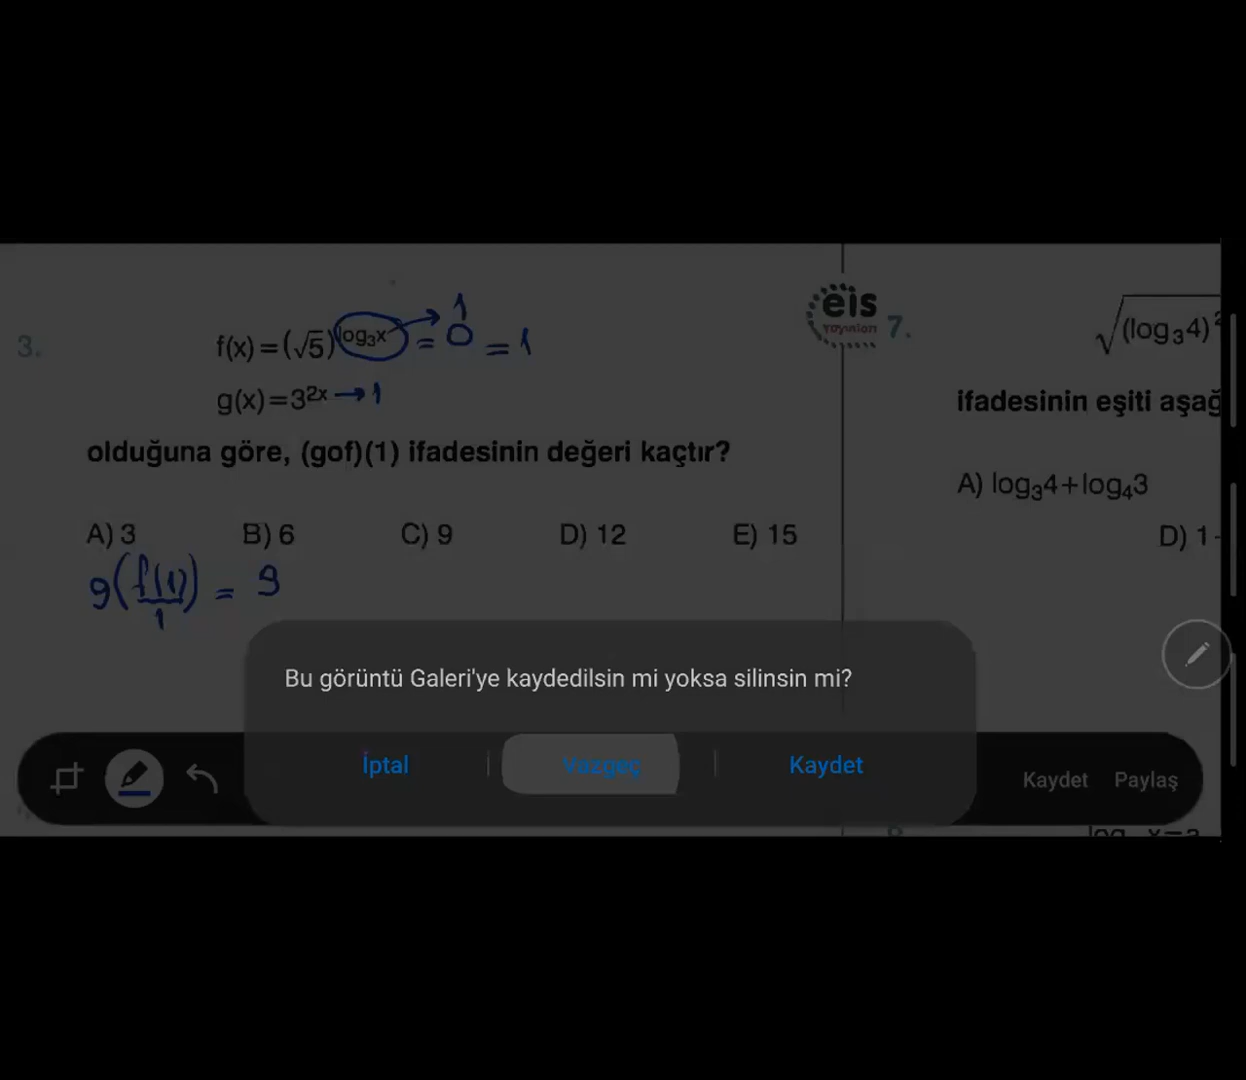 3.
f(x)=(√5)^log₃x = 0 = 1
1
g(x)=3^2x → 1
olduğuna göre, (gof)(1) ifadesinin değeri kaçtır?
A) 3 B) 6 C) 9 D) 12 E) 15
g(f(1)) = 9
1
eis
yayınları
7.
√(log₃4)²
ifadesinin eşiti aşağ
A) log₃4+log₄3
D) 1-
Bu görüntü Galeri'ye kaydedilsin mi yoksa silinsin mi?
İptal Vazgeç Kaydet
Kaydet Paylaş